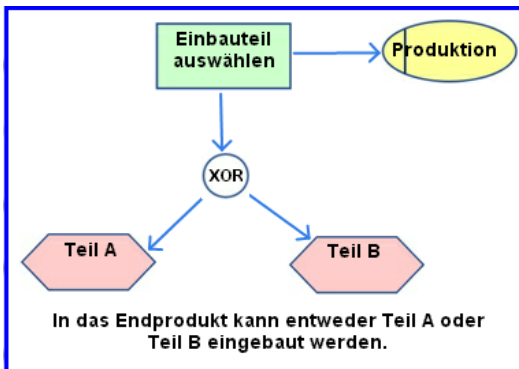 Einbauteil
auswählen
Produktion
XOR
Teil A
Teil B
In das Endprodukt kann entweder Teil A oder
Teil B eingebaut werden.